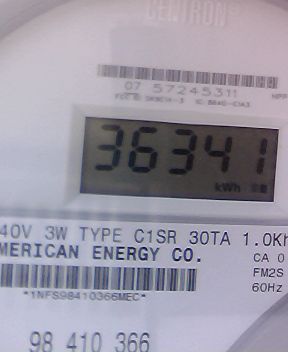 CENTRON®
07 57245311
36341
kWh
40V 3W TYPE C1SR 30TA 1.0Kh
MERICAN ENERGY CO.
CA 0
FM2S
60Hz
*1NFS98410366MEC*
98 410 366